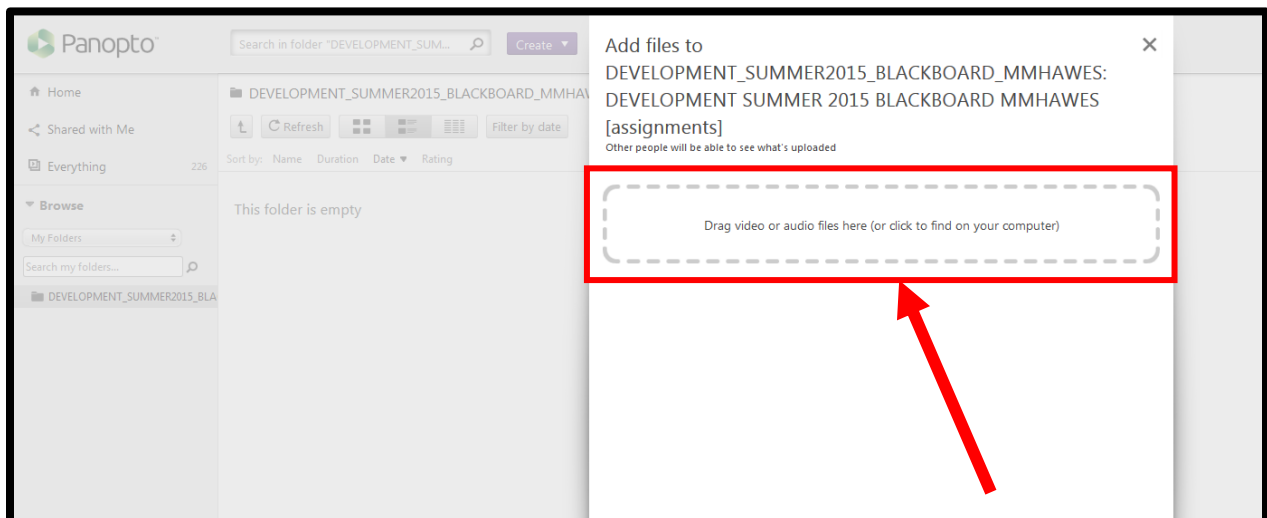 Panopto
Search in folder "DEVELOPMENT_SUM...
Create
Home
Shared with Me
Everything 226
Browse
My Folders
Search my folders...
DEVELOPMENT_SUMMER2015_BLA
DEVELOPMENT_SUMMER2015_BLACKBOARD_MMHAW
Refresh
Filter by date
Sort by: Name Duration Date Rating
This folder is empty
Add files to
DEVELOPMENT_SUMMER2015_BLACKBOARD_MMHAWES:
DEVELOPMENT SUMMER 2015 BLACKBOARD MMHAWES
[assignments]
Other people will be able to see what's uploaded
Drag video or audio files here (or click to find on your computer)